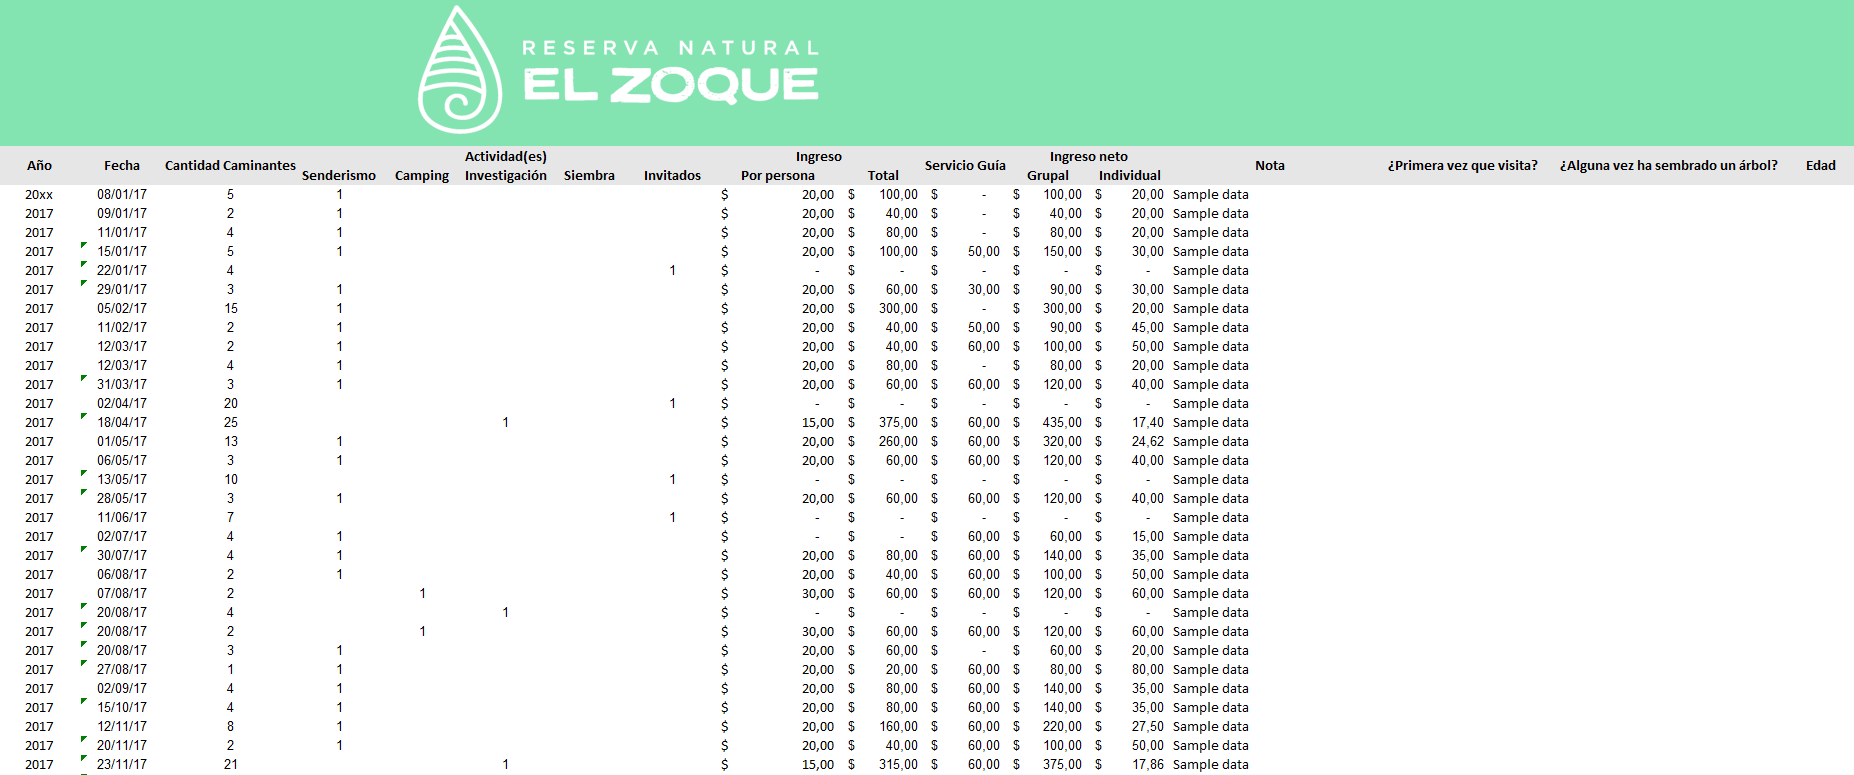 RESERVA NATURAL
EL ZOQUE
Año Fecha Cantidad Caminantes Actividad(es) Ingreso Servicio Guía Ingreso neto Nota ¿Primera vez que visita? ¿Alguna vez ha sembrado un árbol? Edad
Senderismo Camping Investigación Siembra Invitados Por persona Total Grupal Individual
20xx 08/01/17 5 1 $ 20,00 $ 100,00 $ - $ 100,00 $ 20,00 Sample data
2017 09/01/17 2 1 $ 20,00 $ 40,00 $ - $ 40,00 $ 20,00 Sample data
2017 11/01/17 4 1 $ 20,00 $ 80,00 $ - $ 80,00 $ 20,00 Sample data
2017 15/01/17 5 1 $ 20,00 $ 100,00 $ 50,00 $ 150,00 $ 30,00 Sample data
2017 22/01/17 4 1 $ - $ - $ - $ - $ - Sample data
2017 29/01/17 3 1 $ 20,00 $ 60,00 $ 30,00 $ 90,00 $ 30,00 Sample data
2017 05/02/17 15 1 $ 20,00 $ 300,00 $ - $ 300,00 $ 20,00 Sample data
2017 11/02/17 2 1 $ 20,00 $ 40,00 $ 50,00 $ 90,00 $ 45,00 Sample data
2017 12/03/17 2 1 $ 20,00 $ 40,00 $ 60,00 $ 100,00 $ 50,00 Sample data
2017 12/03/17 4 1 $ 20,00 $ 80,00 $ - $ 80,00 $ 20,00 Sample data
2017 31/03/17 3 1 $ 20,00 $ 60,00 $ 60,00 $ 120,00 $ 40,00 Sample data
2017 02/04/17 20 1 $ - $ - $ - $ - $ - Sample data
2017 18/04/17 25 1 $ 15,00 $ 375,00 $ 60,00 $ 435,00 $ 17,40 Sample data
2017 01/05/17 13 1 $ 20,00 $ 260,00 $ 60,00 $ 320,00 $ 24,62 Sample data
2017 06/05/17 3 1 $ 20,00 $ 60,00 $ 60,00 $ 120,00 $ 40,00 Sample data
2017 13/05/17 10 1 $ - $ - $ - $ - $ - Sample data
2017 28/05/17 3 1 $ 20,00 $ 60,00 $ 60,00 $ 120,00 $ 40,00 Sample data
2017 11/06/17 7 1 $ - $ - $ - $ - $ - Sample data
2017 02/07/17 4 1 $ - $ - $ 60,00 $ 60,00 $ 15,00 Sample data
2017 30/07/17 4 1 $ 20,00 $ 80,00 $ 60,00 $ 140,00 $ 35,00 Sample data
2017 06/08/17 2 1 $ 20,00 $ 40,00 $ 60,00 $ 100,00 $ 50,00 Sample data
2017 07/08/17 2 1 $ 30,00 $ 60,00 $ 60,00 $ 120,00 $ 60,00 Sample data
2017 20/08/17 4 1 $ - $ - $ - $ - $ - Sample data
2017 20/08/17 2 1 $ 30,00 $ 60,00 $ 60,00 $ 120,00 $ 60,00 Sample data
2017 20/08/17 3 1 $ 20,00 $ 60,00 $ - $ 60,00 $ 20,00 Sample data
2017 27/08/17 1 1 $ 20,00 $ 20,00 $ 60,00 $ 80,00 $ 80,00 Sample data
2017 02/09/17 4 1 $ 20,00 $ 80,00 $ 60,00 $ 140,00 $ 35,00 Sample data
2017 15/10/17 4 1 $ 20,00 $ 80,00 $ 60,00 $ 140,00 $ 35,00 Sample data
2017 12/11/17 8 1 $ 20,00 $ 160,00 $ 60,00 $ 220,00 $ 27,50 Sample data
2017 20/11/17 2 1 $ 20,00 $ 40,00 $ 60,00 $ 100,00 $ 50,00 Sample data
2017 23/11/17 21 1 $ 15,00 $ 315,00 $ 60,00 $ 375,00 $ 17,86 Sample data